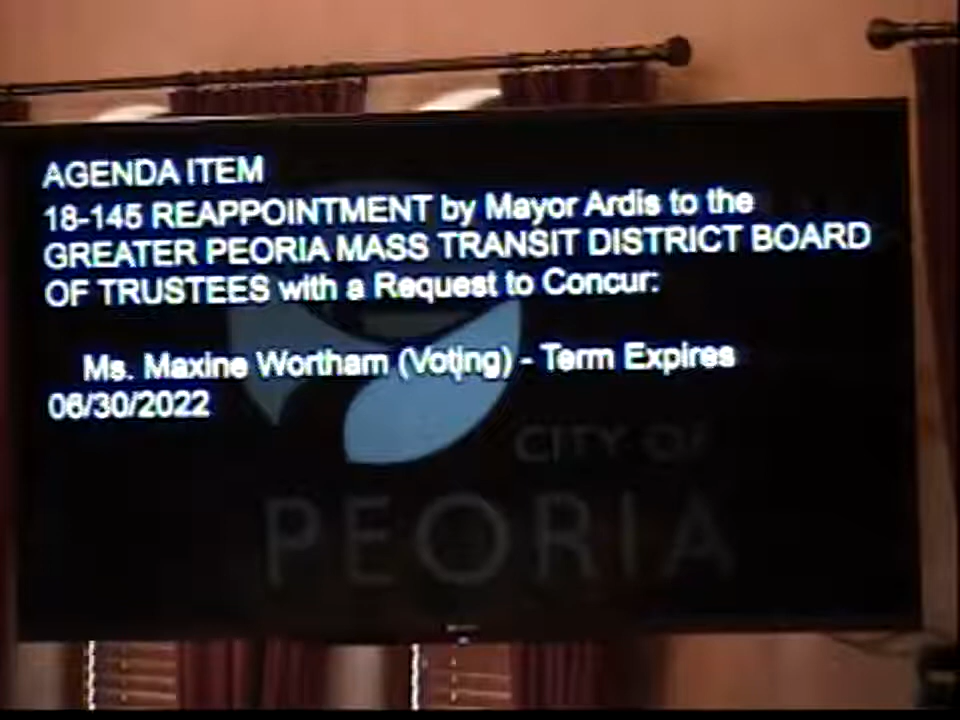 AGENDA ITEM
18-145 REAPPOINTMENT by Mayor Ardis to the
GREATER PEORIA MASS TRANSIT DISTRICT BOARD
OF TRUSTEES with a Request to Concur:
Ms. Maxine Wortham (Voting) - Term Expires
06/30/2022
CITY OF
PEORIA